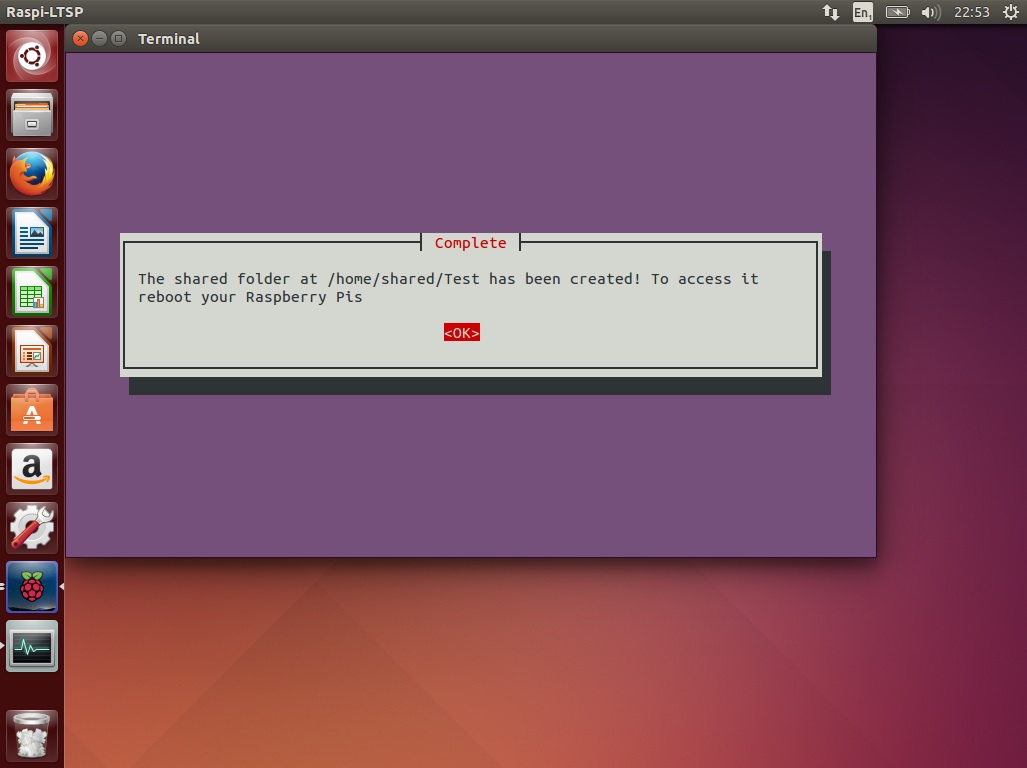 Raspi-LTSP
En1
22:53
Terminal
Complete
The shared folder at /home/shared/Test has been created! To access it
reboot your Raspberry Pis
<OK>
A
a